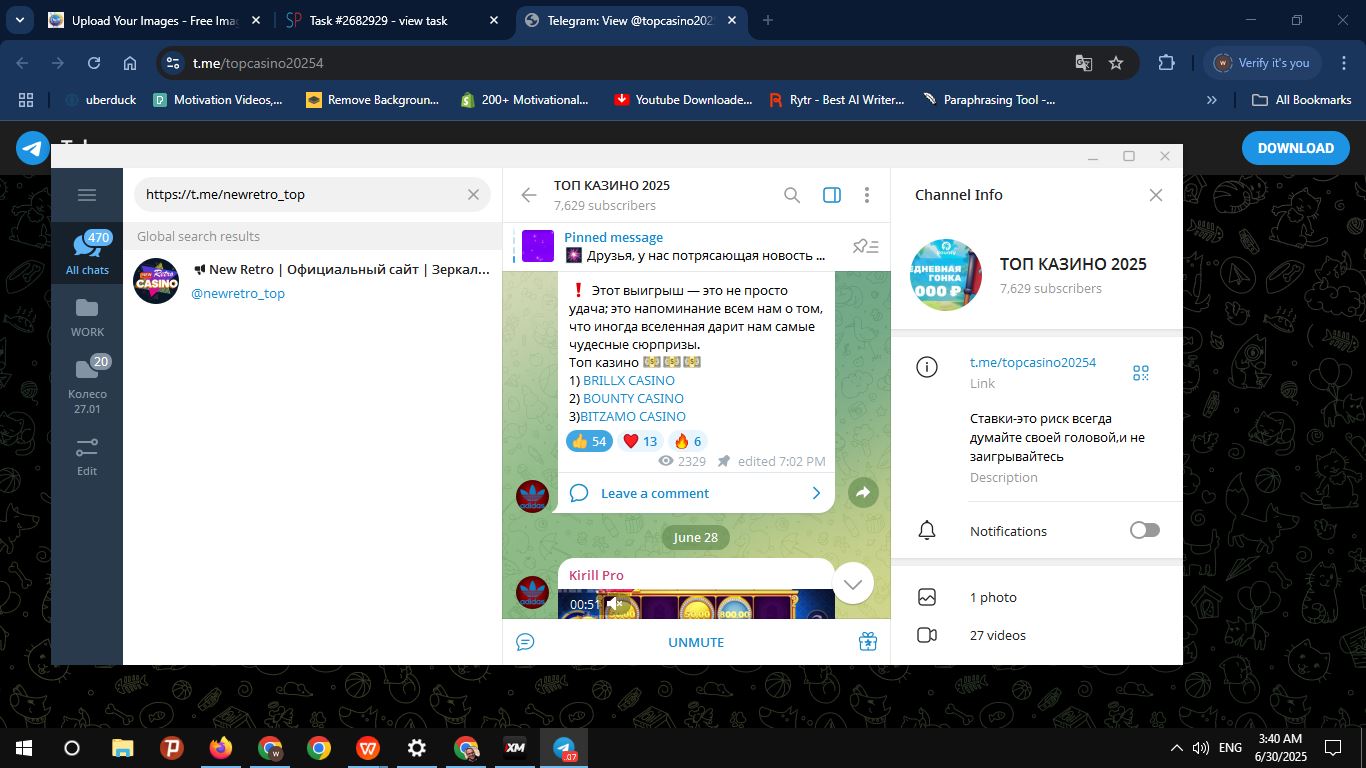 Upload Your Images - Free Imag
Task #2682929 - view task
Telegram: View @topcasino202
t.me/topcasino20254
Verify it's you
uberduck
Motivation Videos,...
Remove Backgroun...
200+ Motivational...
Youtube Downloade...
Rytr - Best AI Writer...
Paraphrasing Tool -...
All Bookmarks
DOWNLOAD
https://t.me/newretro_top
Global search results
New Retro | Официальный сайт | Зеркал...
@newretro_top
NEW Retro
CASINO
470
All chats
WORK
20
Колесо
27.01
Edit
ТОП КАЗИНО 2025
7,629 subscribers
Pinned message
Друзья, у нас потрясающая новость ...
❗ Этот выигрыш — это не просто
удача; это напоминание всем нам о том,
что иногда вселенная дарит нам самые
чудесные сюрпризы.
Топ казино 💵💵💵
1) BRILLX CASINO
2) BOUNTY CASINO
3)BITZAMO CASINO
👍 54 ❤️ 13 🔥 6
2329 edited 7:02 PM
Leave a comment
adidas
June 28
Kirill Pro
adidas
00:51
UNMUTE
Channel Info
ЕДНЕВНАЯ
ГОНКА
000 ₽
ТОП КАЗИНО 2025
7,629 subscribers
t.me/topcasino20254
Link
Ставки-это риск всегда
думайте своей головой,и не
заигрывайтесь
Description
Notifications
1 photo
27 videos
ENG
3:40 AM
6/30/2025